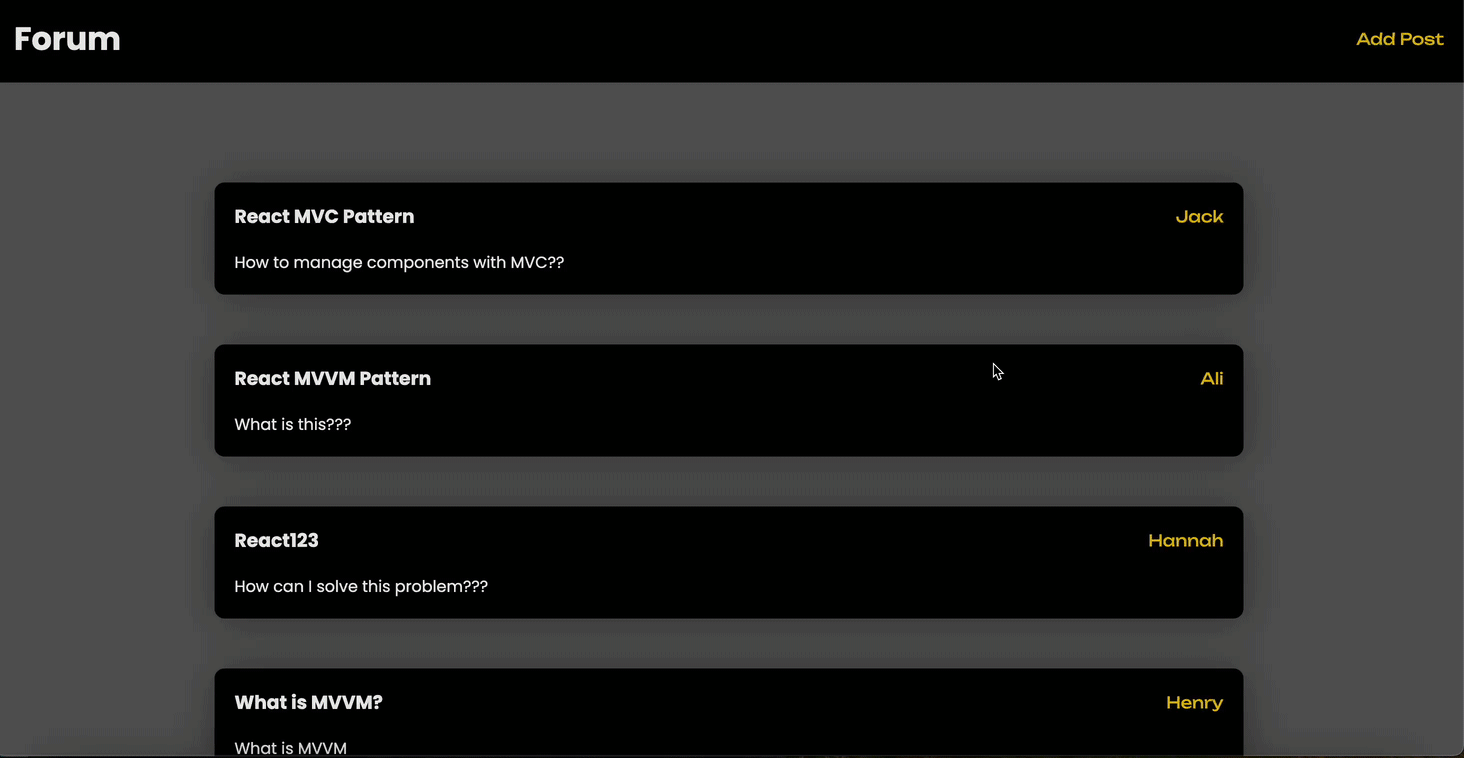 Forum
Add Post
React MVC Pattern
Jack
How to manage components with MVC??
React MVVM Pattern
Ali
What is this???
React123
Hannah
How can I solve this problem???
What is MVVM?
Henry
What is MVVM